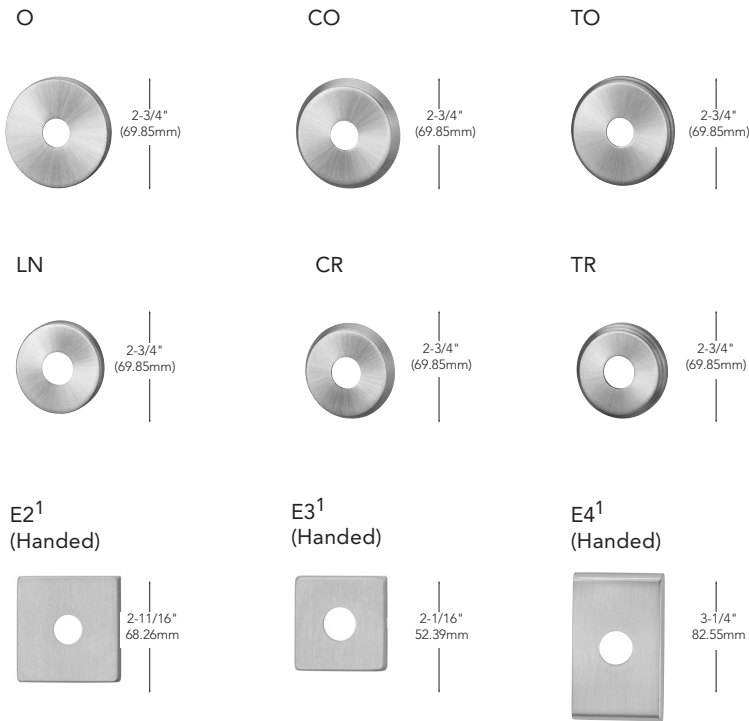 O
CO
TO
2-3/4"
(69.85mm)
2-3/4"
(69.85mm)
2-3/4"
(69.85mm)
LN
CR
TR
2-3/4"
(69.85mm)
2-3/4"
(69.85mm)
2-3/4"
(69.85mm)
E2¹
(Handed)
E3¹
(Handed)
E4¹
(Handed)
2-11/16"
68.26mm
2-1/16"
52.39mm
3-1/4"
82.55mm